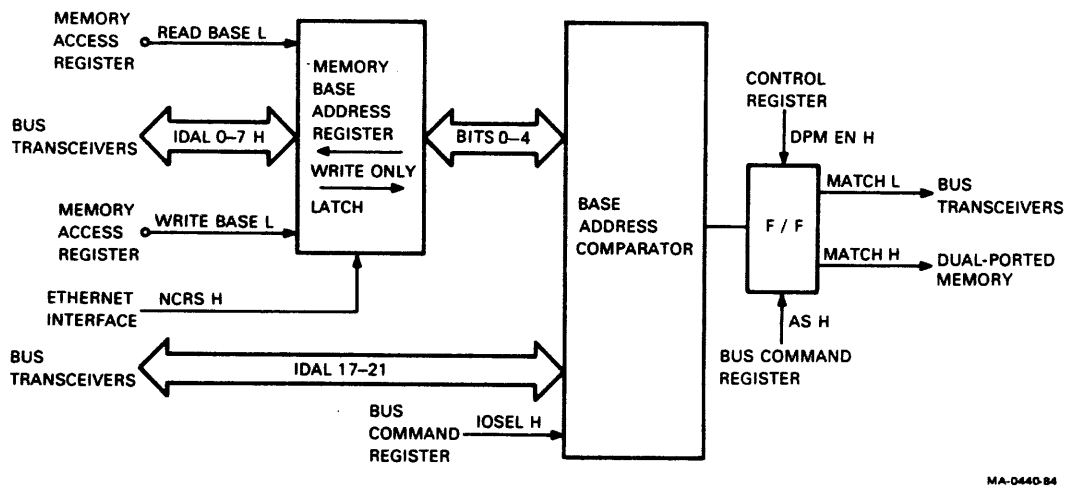 MEMORY
ACCESS
REGISTER
READ BASE L
BUS
TRANSCEIVERS
IDAL 0–7 H
MEMORY
ACCESS
REGISTER
WRITE BASE L
ETHERNET
INTERFACE
NCRS H
MEMORY
BASE
ADDRESS
REGISTER
WRITE ONLY
LATCH
BITS 0–4
BUS
TRANSCEIVERS
IDAL 17–21
BUS
COMMAND
REGISTER
IOSEL H
BASE
ADDRESS
COMPARATOR
CONTROL
REGISTER
DPM EN H
F / F
MATCH L
BUS
TRANSCEIVERS
MATCH H
DUAL-PORTED
MEMORY
AS H
BUS COMMAND
REGISTER
MA-0440-84